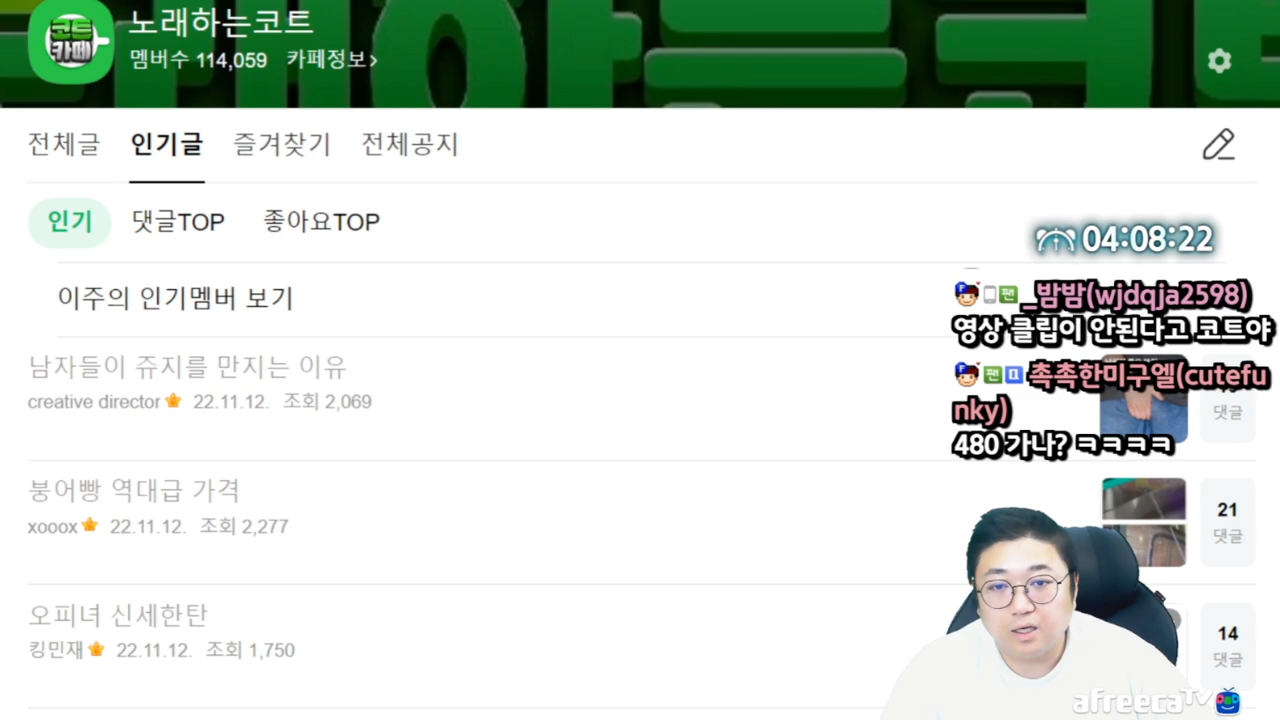 코트
카페
노래하는코트
멤버수 114,059 카페정보 >
전체글 인기글 즐겨찾기 전체공지
인기 댓글TOP 좋아요TOP
04:08:22
이주의 인기멤버 보기
_밤밤(wjdqja2598)
영상 클립이 안된다고 코트야
남자들이 쥬지를 만지는 이유
creative director 22.11.12. 조회 2,069
촉촉한미구엘(cutefu
nky)
480 가나? ㅋㅋㅋㅋ
댓글
붕어빵 역대급 가격
xooox 22.11.12. 조회 2,277
21
댓글
오피녀 신세한탄
킹민재 22.11.12. 조회 1,750
14
댓글
afreecaTV